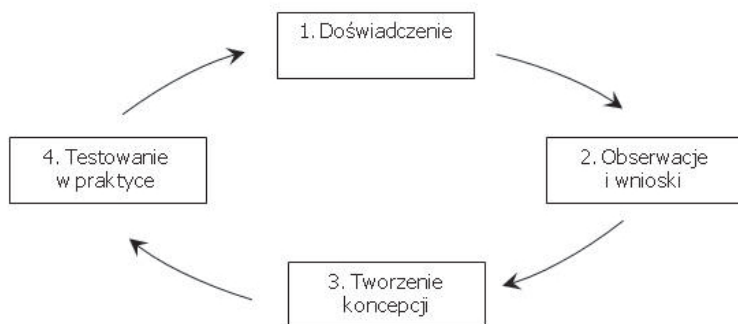 1. Doświadczenie
2. Obserwacje
i wnioski
3. Tworzenie
koncepcji
4. Testowanie
w praktyce